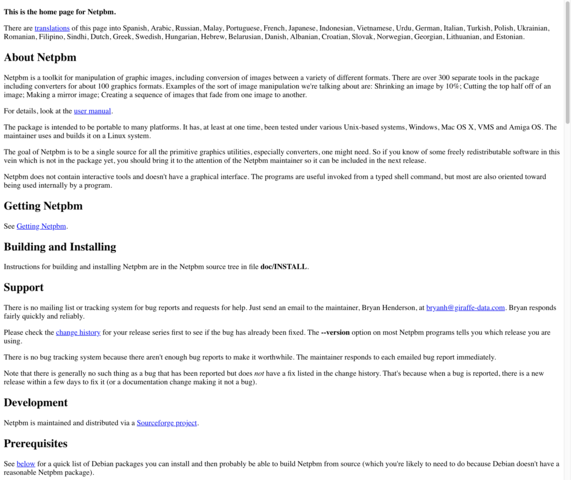 This is the home page for Netpbm.
There are translations of this page into Spanish, Arabic, Russian, Malay, Portuguese, French, Japanese, Indonesian, Vietnamese, Urdu, German, Italian, Turkish, Polish, Ukrainian,
Romanian, Filipino, Sindhi, Dutch, Greek, Swedish, Hungarian, Hebrew, Belarusian, Danish, Albanian, Croatian, Slovak, Norwegian, Georgian, Lithuanian, and Estonian.
About Netpbm
Netpbm is a toolkit for manipulation of graphic images, including conversion of images between a variety of different formats. There are over 300 separate tools in the package
including converters for about 100 graphics formats. Examples of the sort of image manipulation we're talking about are: Shrinking an image by 10%; Cutting the top half off of an
image; Making a mirror image; Creating a sequence of images that fade from one image to another.
For details, look at the user manual.
The package is intended to be portable to many platforms. It has, at least at one time, been tested under various Unix-based systems, Windows, Mac OS X, VMS and Amiga OS. The
maintainer uses and builds it on a Linux system.
The goal of Netpbm is to be a single source for all the primitive graphics utilities, especially converters, one might need. So if you know of some freely redistributable software in this
vein which is not in the package yet, you should bring it to the attention of the Netpbm maintainer so it can be included in the next release.
Netpbm does not contain interactive tools and doesn't have a graphical interface. The programs are useful invoked from a typed shell command, but most are also oriented toward
being used internally by a program.
Getting Netpbm
See Getting Netpbm.
Building and Installing
Instructions for building and installing Netpbm are in the Netpbm source tree in file doc/INSTALL.
Support
There is no mailing list or tracking system for bug reports and requests for help. Just send an email to the maintainer, Bryan Henderson, at bryanh@giraffe-data.com. Bryan responds
fairly quickly and reliably.
Please check the change history for your release series first to see if the bug has already been fixed. The --version option on most Netpbm programs tells you which release you are
using.
There is no bug tracking system because there aren't enough bug reports to make it worthwhile. The maintainer responds to each emailed bug report immediately.
Note that there is generally no such thing as a bug that has been reported but does not have a fix listed in the change history. That's because when a bug is reported, there is a new
release within a few days to fix it (or a documentation change making it not a bug).
Development
Netpbm is maintained and distributed via a Sourceforge project.
Prerequisites
See below for a quick list of Debian packages you can install and then probably be able to build Netpbm from source (which you're likely to need to do because Debian doesn't have a
reasonable Netpbm package).